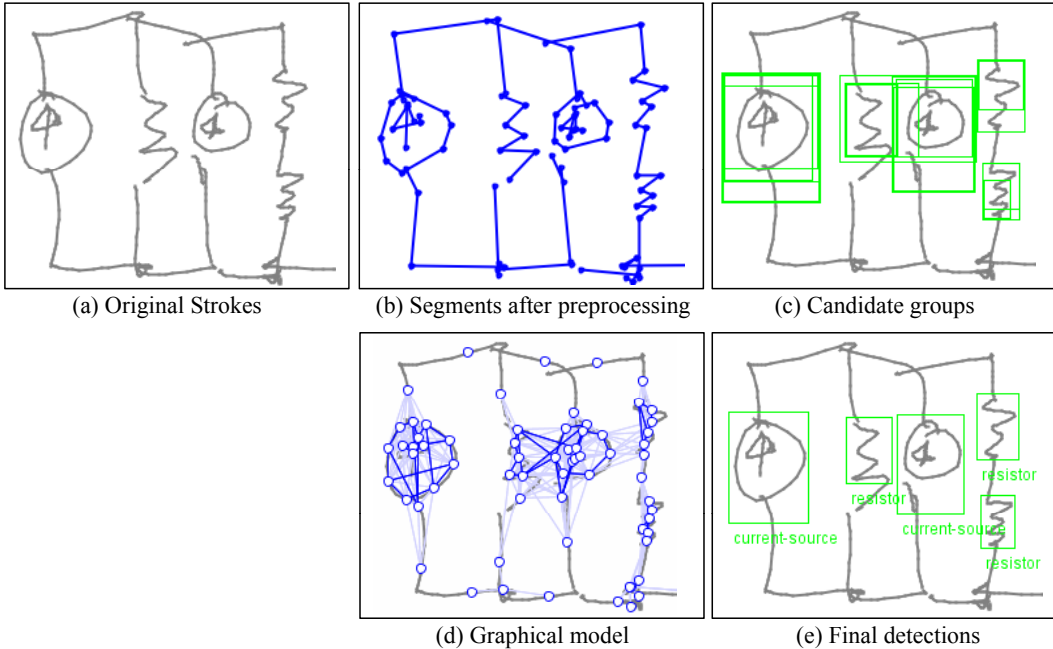 (a) Original Strokes
(b) Segments after preprocessing
(c) Candidate groups
current-source
resistor
current-source
resistor
resistor
(d) Graphical model
(e) Final detections